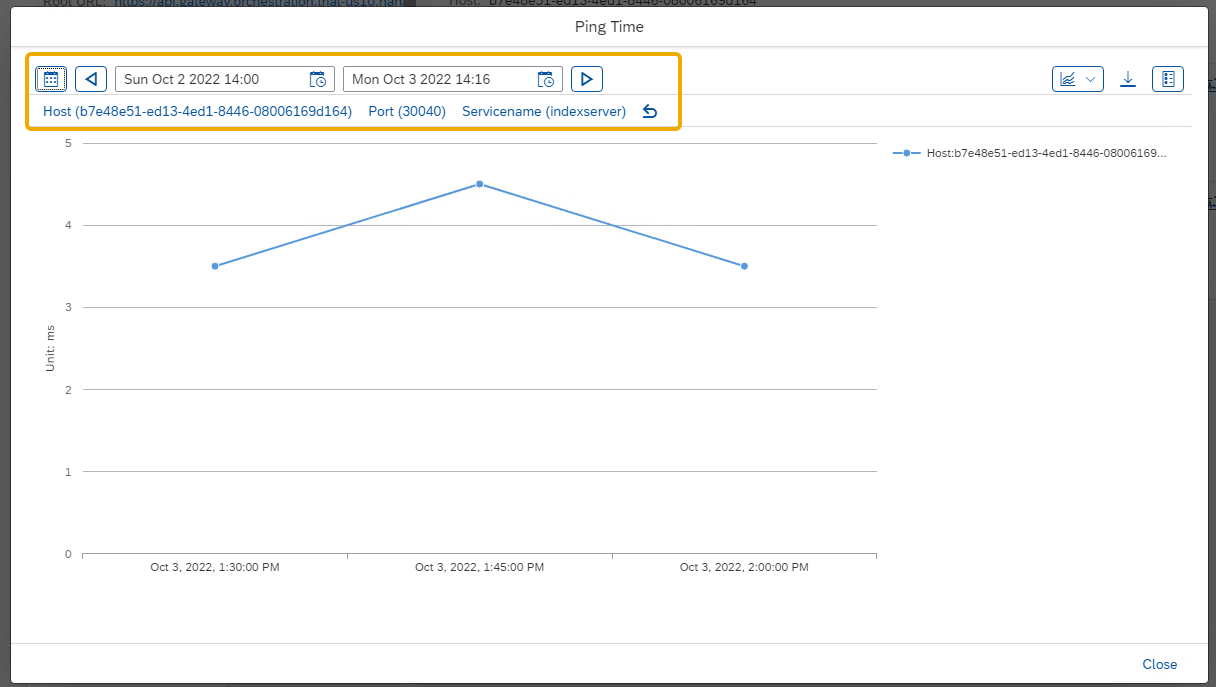 Root URL: https://api.gateway.orchestration.trial-us10.hana Host: b7e48e51-ed13-4ed1-8446-08006169d164
Ping Time
Sun Oct 2 2022 14:00 Mon Oct 3 2022 14:16
Host (b7e48e51-ed13-4ed1-8446-08006169d164) Port (30040) Servicename (indexserver)
Host:b7e48e51-ed13-4ed1-8446-08006169...
5
4
3
2
1
0
Unit: ms
Oct 3, 2022, 1:30:00 PM Oct 3, 2022, 1:45:00 PM Oct 3, 2022, 2:00:00 PM
Close